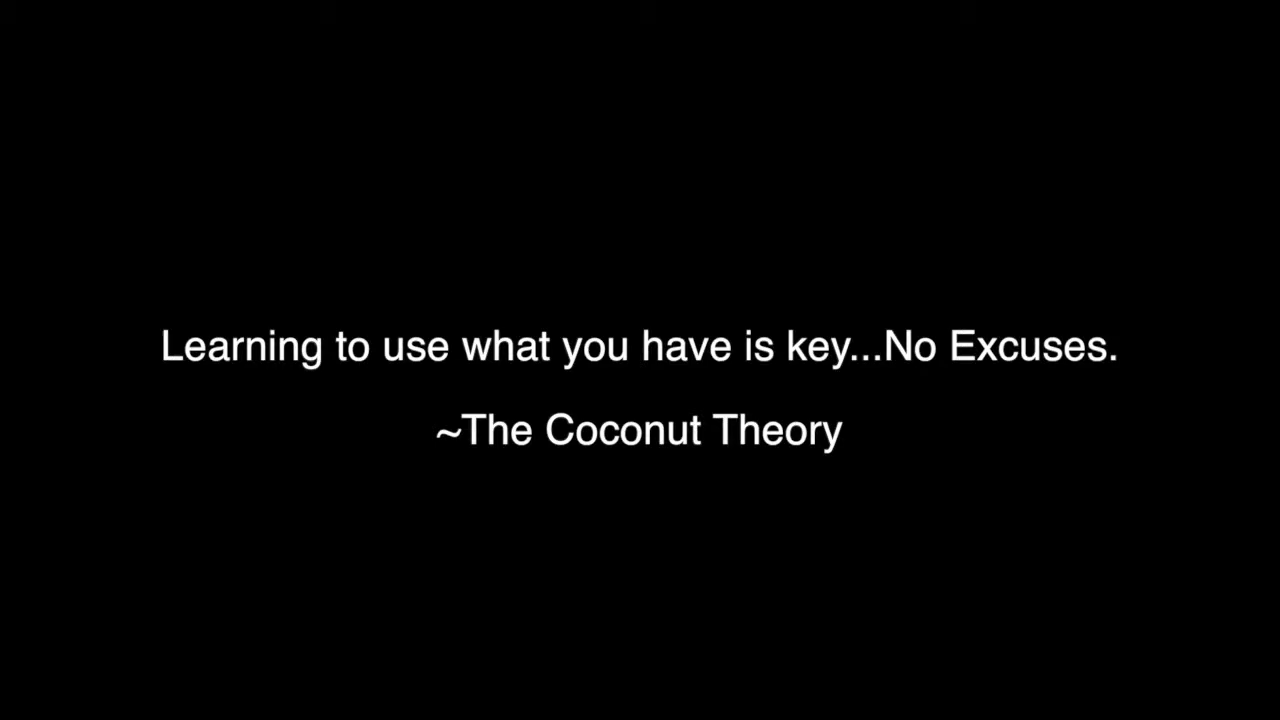 Learning to use what you have is key...No Excuses.
~The Coconut Theory